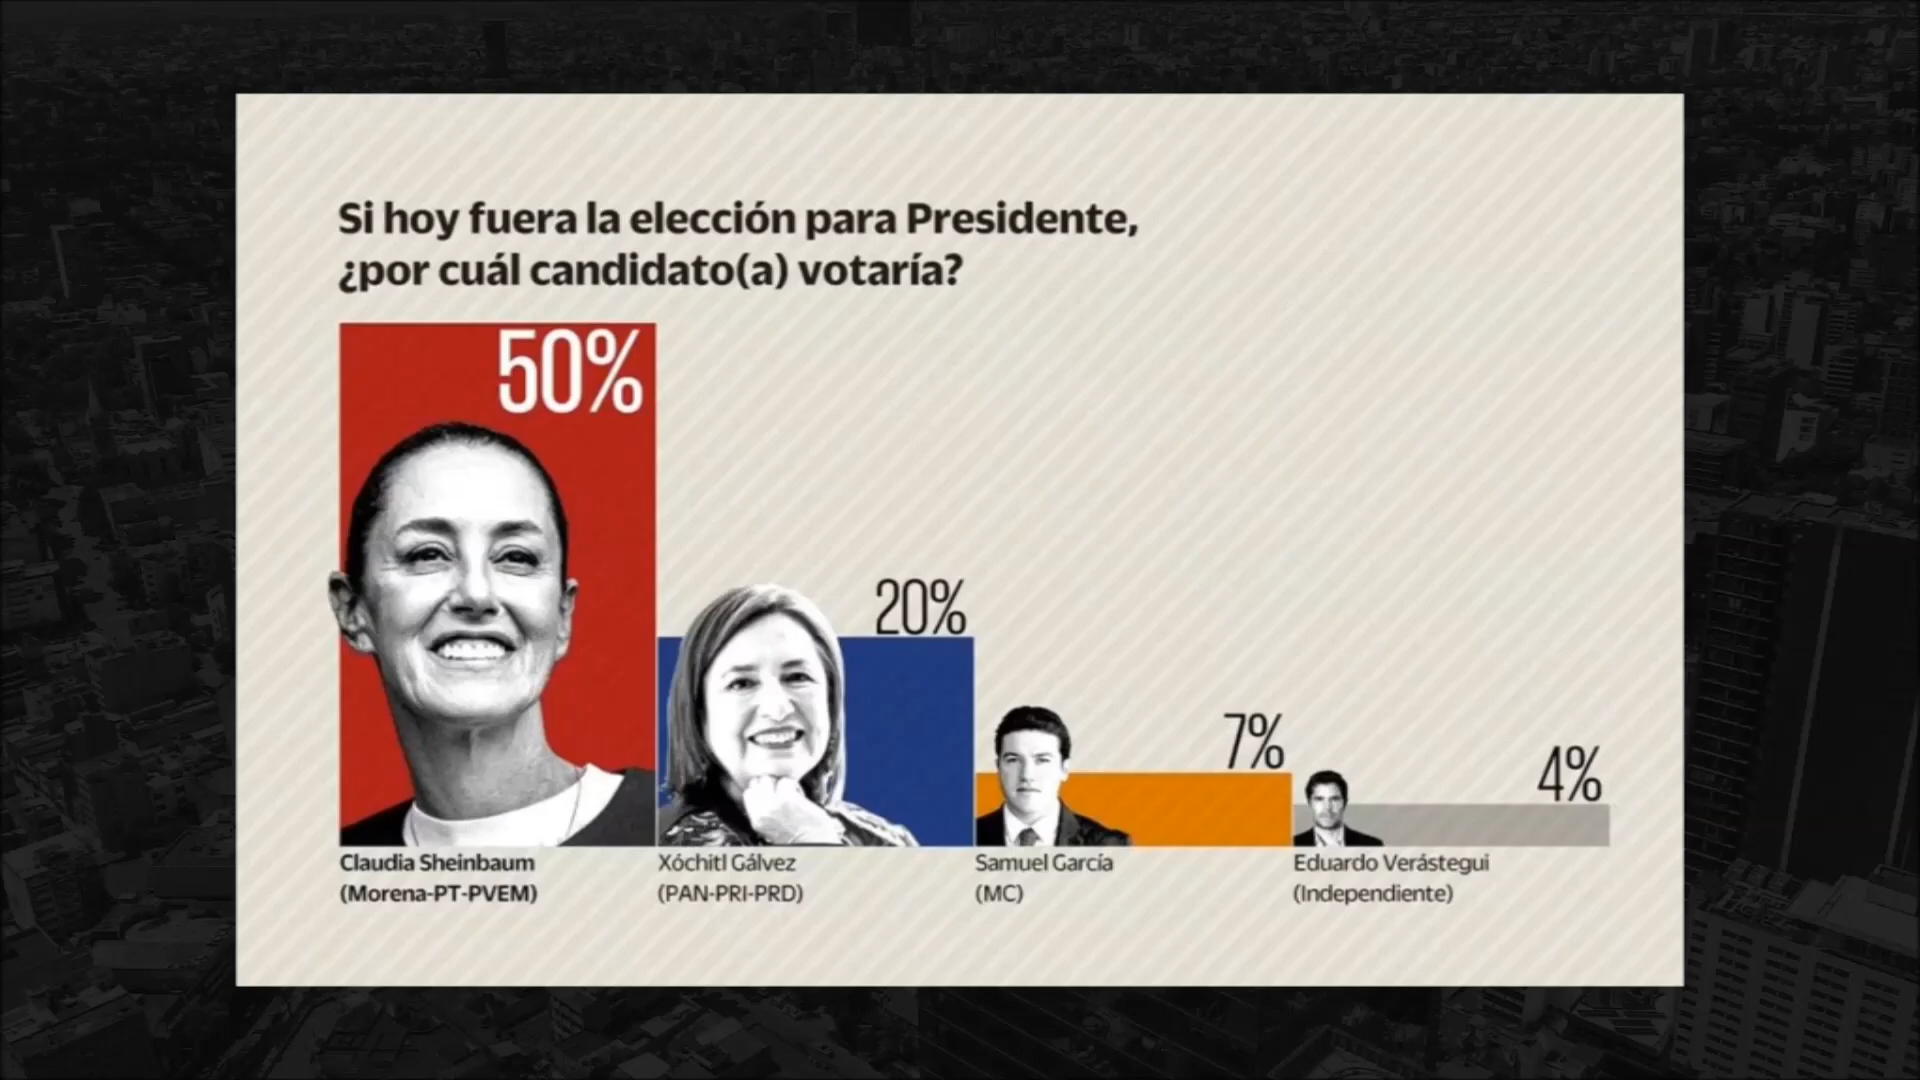 Si hoy fuera la elección para Presidente,
¿por cuál candidato(a) votaría?
50%
20%
7%
4%
Claudia Sheinbaum
(Morena-PT-PVEM)
Xóchitl Gálvez
(PAN-PRI-PRD)
Samuel García
(MC)
Eduardo Verástegui
(Independiente)